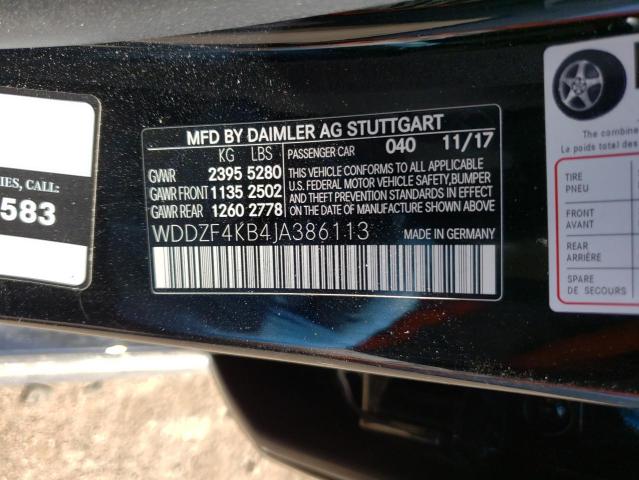 IES, CALL:
583
MFD BY DAIMLER AG STUTTGART
KG LBS
GVWR 2395 5280
GAWR FRONT 1135 2502
GAWR REAR 1260 2778
PASSENGER CAR 040 11/17
THIS VEHICLE CONFORMS TO ALL APPLICABLE
U.S. FEDERAL MOTOR VEHICLE SAFETY, BUMPER
AND THEFT PREVENTION STANDARDS IN EFFECT
ON THE DATE OF MANUFACTURE SHOWN ABOVE.
WDDZF4KB4JA386113 MADE IN GERMANY
The combine
Le poids total des
TIRE
PNEU
FRONT
AVANT
REAR
ARRIÈRE
SPARE
DE SECOURS